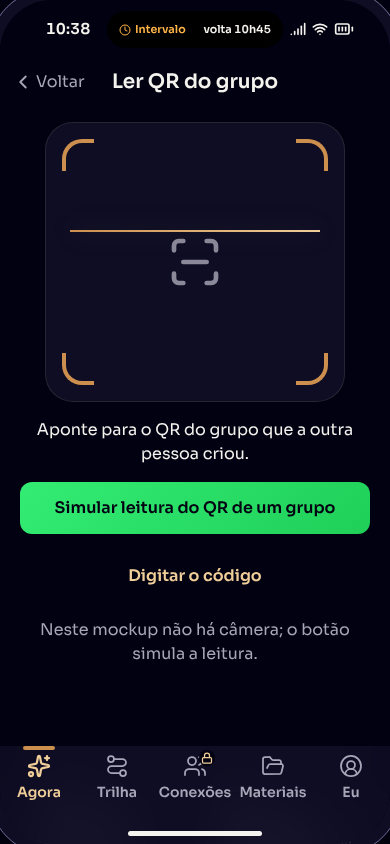 10:38
Intervalo
volta 10h45
Voltar
Ler QR do grupo
Aponte para o QR do grupo que a outra
pessoa criou.
Simular leitura do QR de um grupo
Digitar o código
Neste mockup não há câmera; o botão
simula a leitura.
Agora
Trilha
Conexões
Materiais
Eu